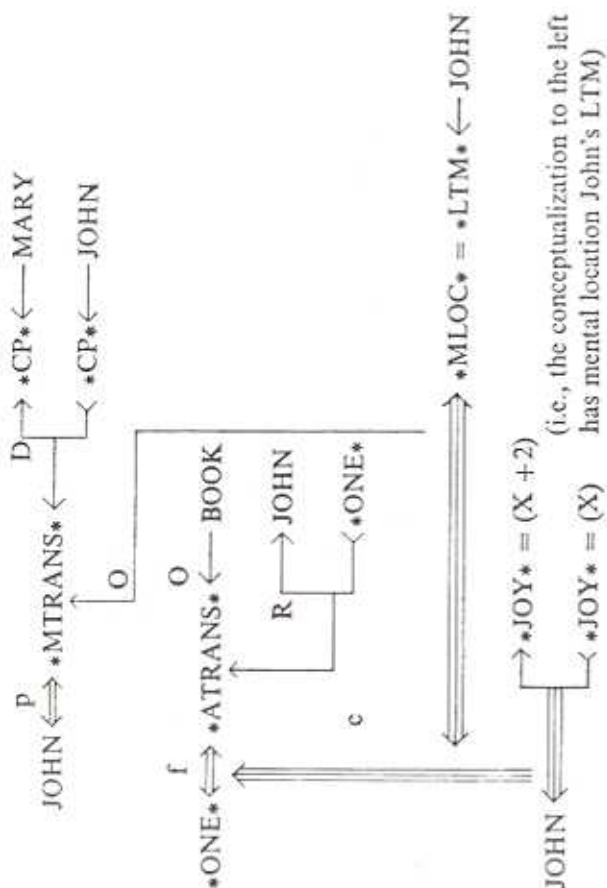 p D *CP* MARY
JOHN *MTRANS*
*CP* JOHN
O
f O
*ONE* *ATRANS* BOOK
R JOHN
c *ONE*
*MLOC* = *LTM* JOHN
*JOY* = (X + 2)
JOHN
*JOY* = (X)
(i.e., the conceptualization to the left
has mental location John's LTM)